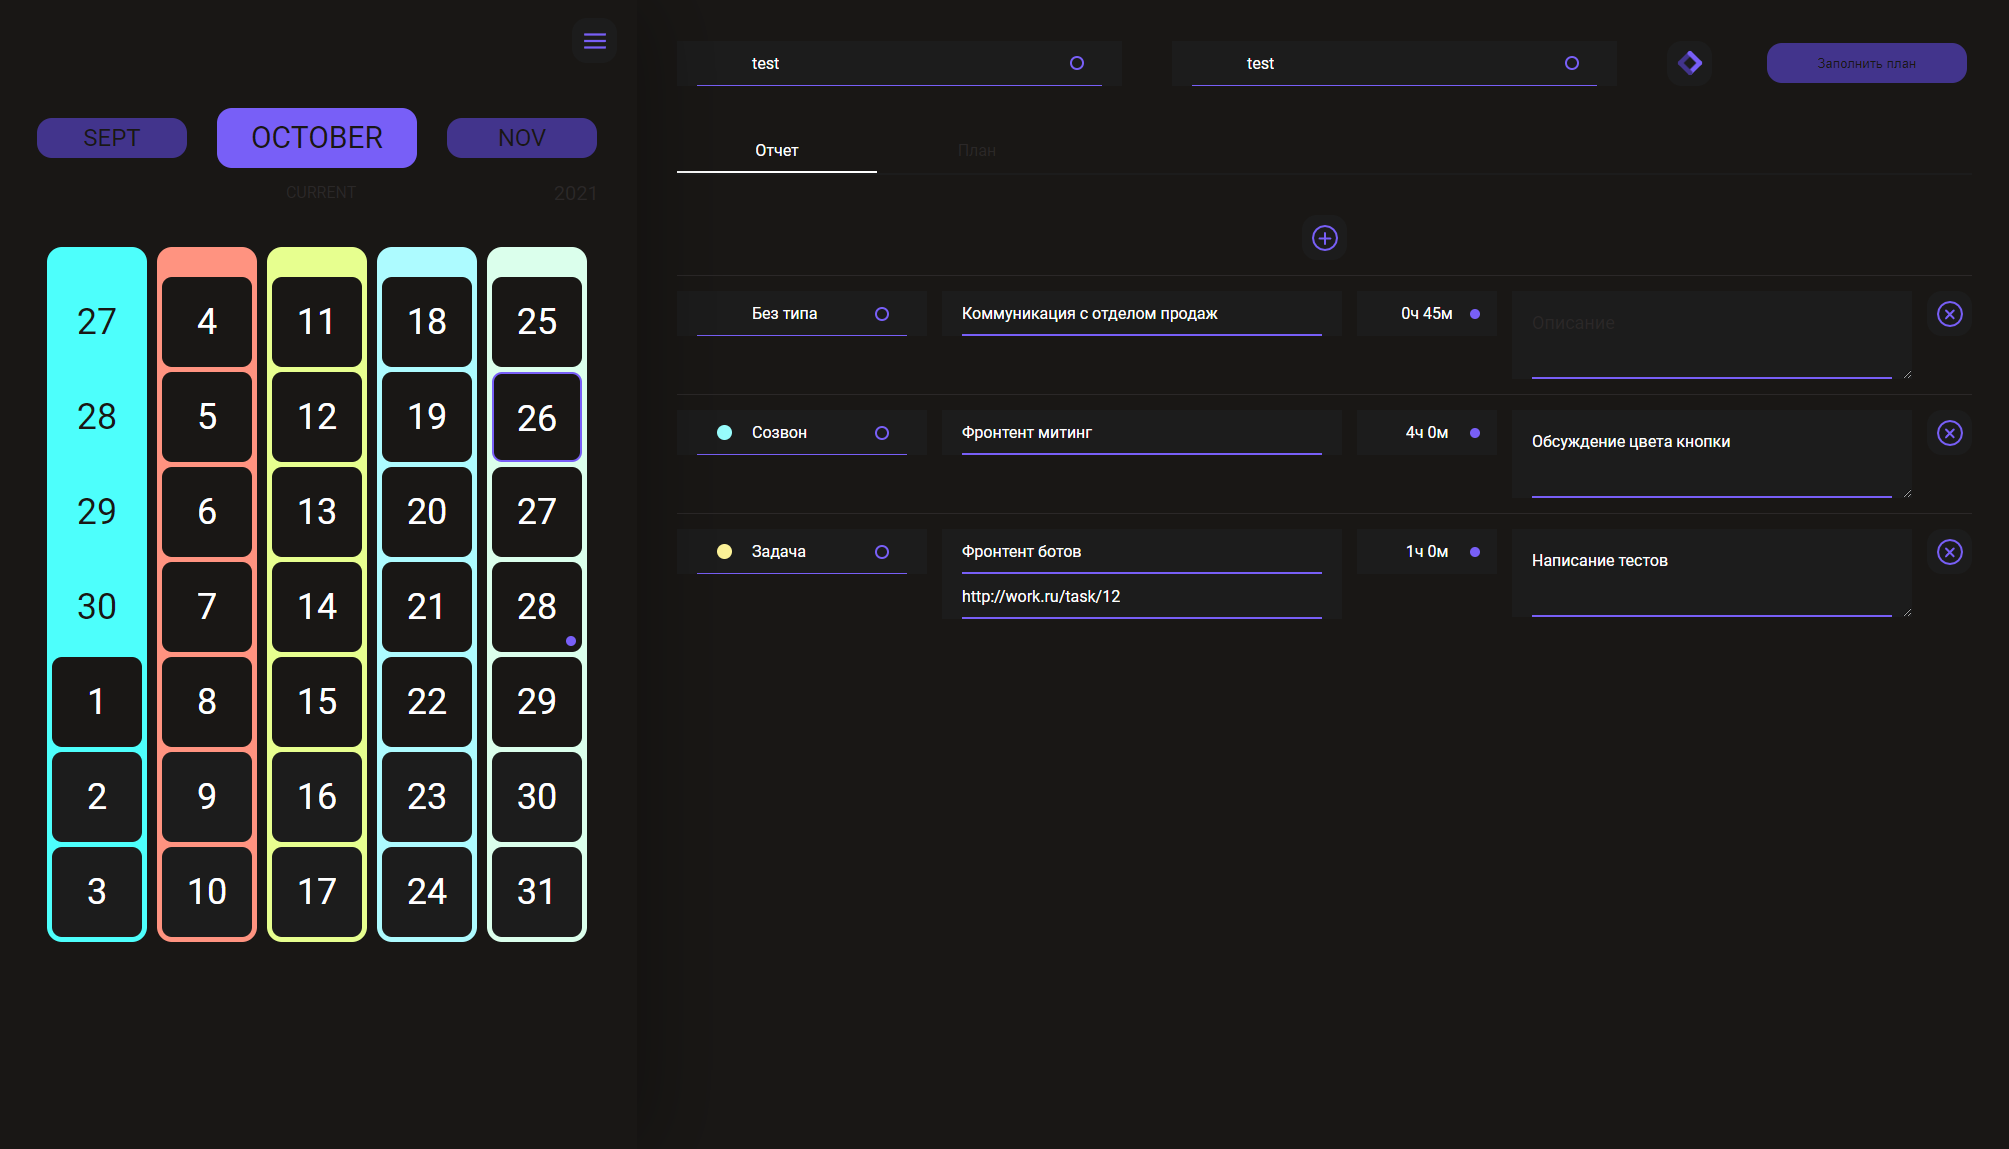 SEPT
OCTOBER
NOV
CURRENT
2021
27 4 11 18 25
28 5 12 19 26
29 6 13 20 27
30 7 14 21 28
1 8 15 22 29
2 9 16 23 30
3 10 17 24 31
test
test
Заполнить план
Отчет
План
Без типа
Коммуникация с отделом продаж
0ч 45м
Описание
Созвон
Фронтент митинг
4ч 0м
Обсуждение цвета кнопки
Задача
Фронтент ботов
http://work.ru/task/12
1ч 0м
Написание тестов